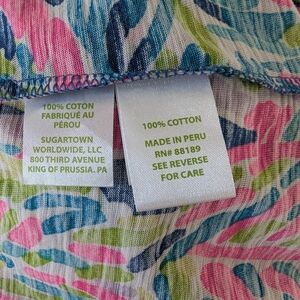 100% COTTON
FABRIQUÉ AU
PÉROU
SUGARTOWN
WORLDWIDE, LLC
800 THIRD AVENUE
KING OF PRUSSIA. PA
100% COTTON
MADE IN PERU
RN# 88189
SEE REVERSE
FOR CARE